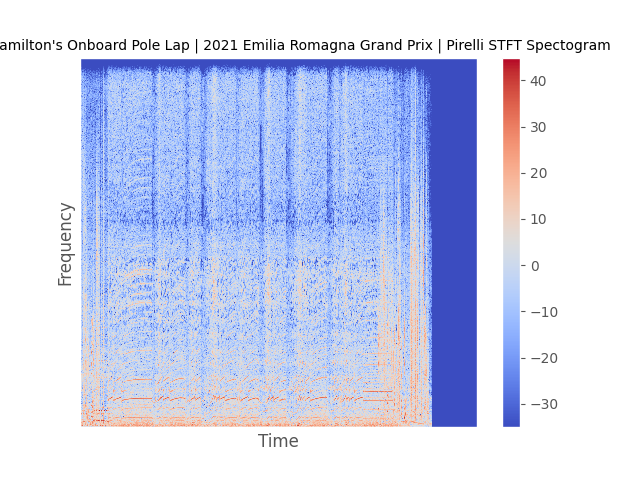 amilton's Onboard Pole Lap | 2021 Emilia Romagna Grand Prix | Pirelli STFT Spectogram
Frequency
Time
40
30
20
10
0
−10
−20
−30